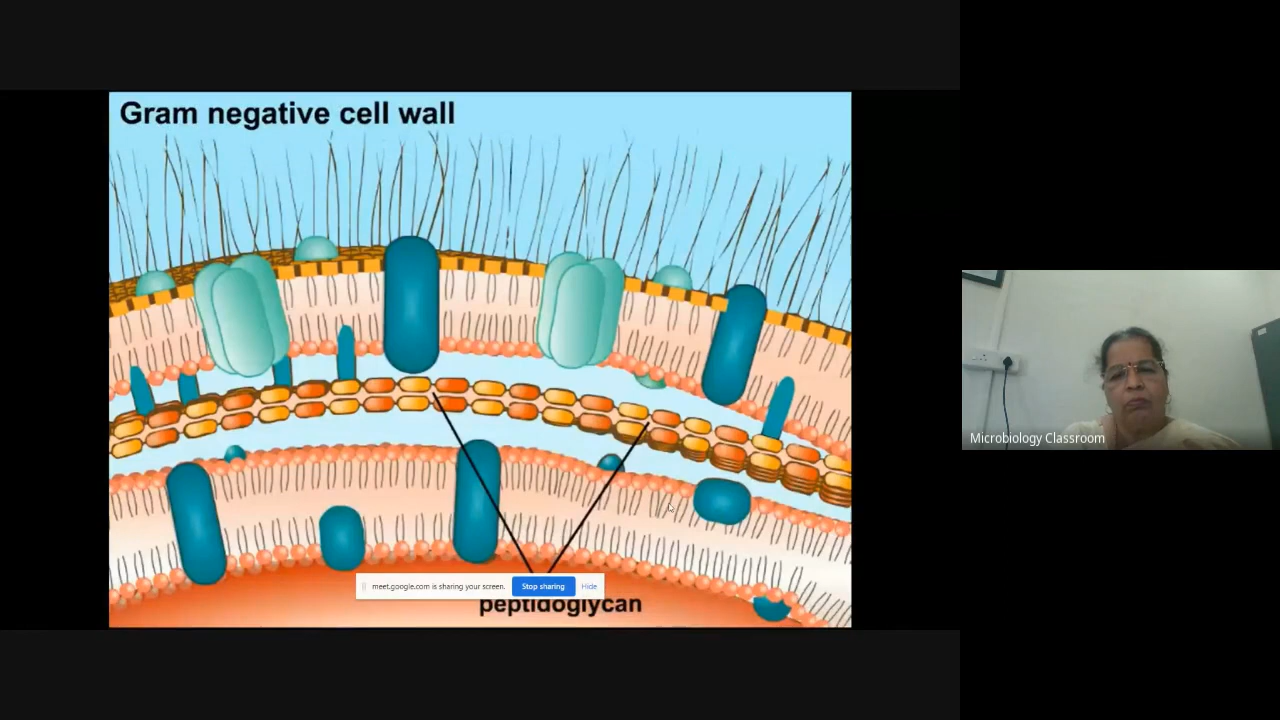 Gram negative cell wall
meet.google.com is sharing your screen.
Stop sharing
Hide
peptidoglycan
Microbiology Classroom